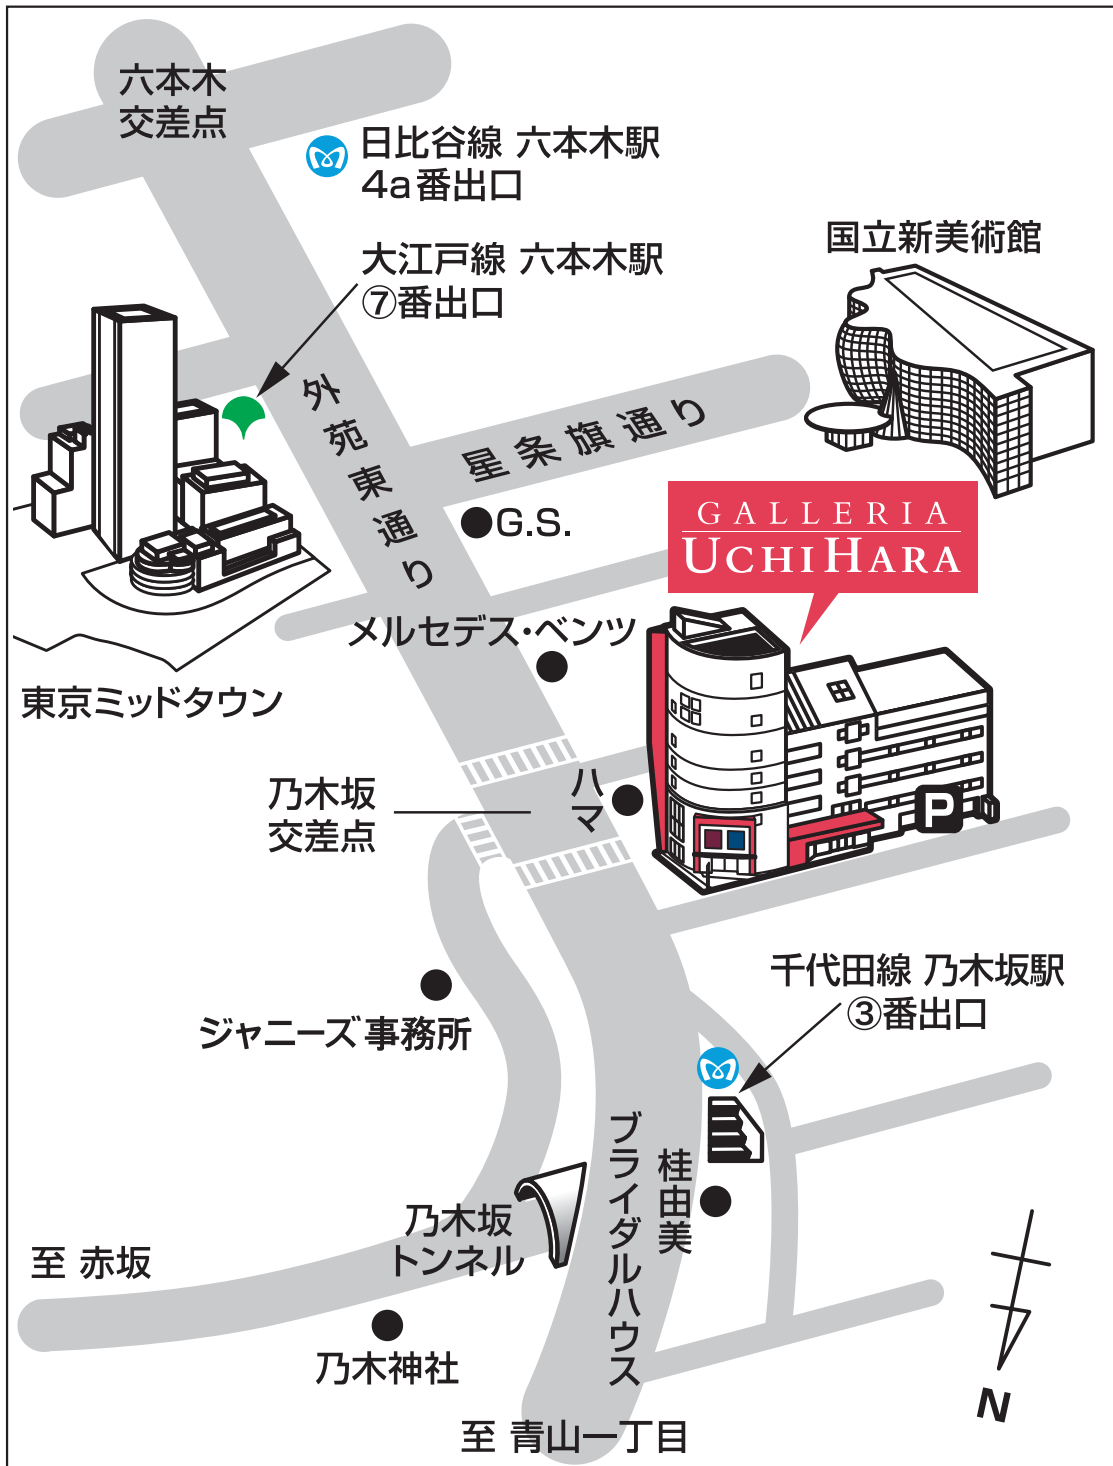 六本木
交差点
日比谷線 六本木駅
4a番出口
大江戸線 六本木駅
⑦番出口
国立新美術館
外苑東通り
星条旗通り
G.S.
GALLERIA
UCHIHARA
メルセデス・ベンツ
東京ミッドタウン
乃木坂
交差点
ハマ
P
千代田線 乃木坂駅
③番出口
ジャニーズ事務所
桂由美
ブライダルハウス
乃木坂
トンネル
至 赤坂
乃木神社
至 青山一丁目
N